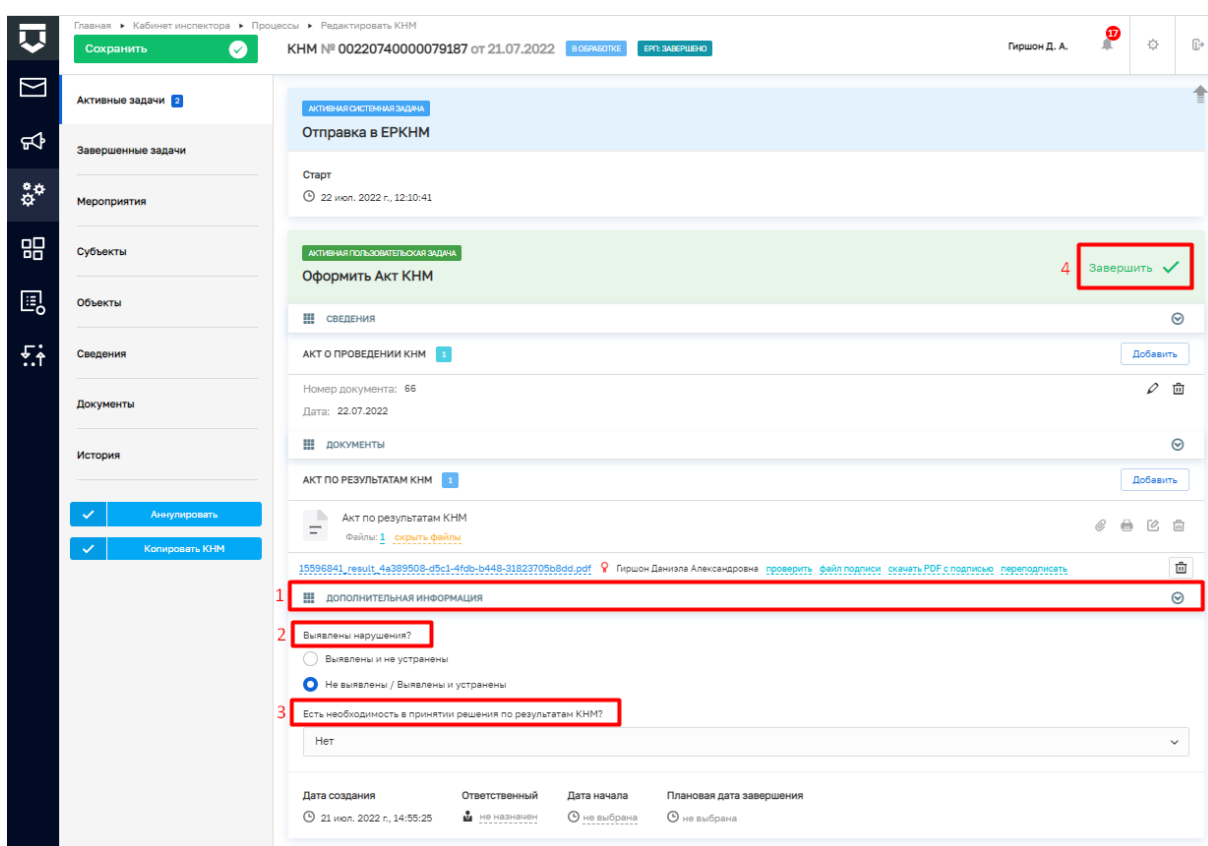 Главная ▸ Кабинет инспектора ▸ Процессы ▸ Редактировать КНМ
Сохранить
КНМ № 00220740000079187 от 21.07.2022 В ОБРАБОТКЕ ЕРП: ЗАВЕРШЕНО
Гиршон Д. А.
17
Активные задачи 2
Завершенные задачи
Мероприятия
Субъекты
Объекты
Сведения
Документы
История
Аннулировать
Копировать КНМ
АКТИВНАЯ СИСТЕМНАЯ ЗАДАЧА
Отправка в ЕРКНМ
Старт
22 июл. 2022 г., 12:10:41
АКТИВНАЯ ПОЛЬЗОВАТЕЛЬСКАЯ ЗАДАЧА
Оформить Акт КНМ
4 Завершить
СВЕДЕНИЯ
АКТ О ПРОВЕДЕНИИ КНМ 1 Добавить
Номер документа: 66
Дата: 22.07.2022
ДОКУМЕНТЫ
АКТ ПО РЕЗУЛЬТАТАМ КНМ 1 Добавить
Акт по результатам КНМ
Файлы: 1 скрыть файлы
15596841_result_4a389508-d5c1-4fdb-b448-31823705b8dd.pdf Гиршон Даниэла Александровна проверить файл подписи скачать PDF с подписью переподписать
1 ДОПОЛНИТЕЛЬНАЯ ИНФОРМАЦИЯ
2 Выявлены нарушения?
Выявлены и не устранены
Не выявлены / Выявлены и устранены
3 Есть необходимость в принятии решения по результатам КНМ?
Нет
Дата создания Ответственный Дата начала Плановая дата завершения
21 июл. 2022 г., 14:55:25 не назначен не выбрана не выбрана